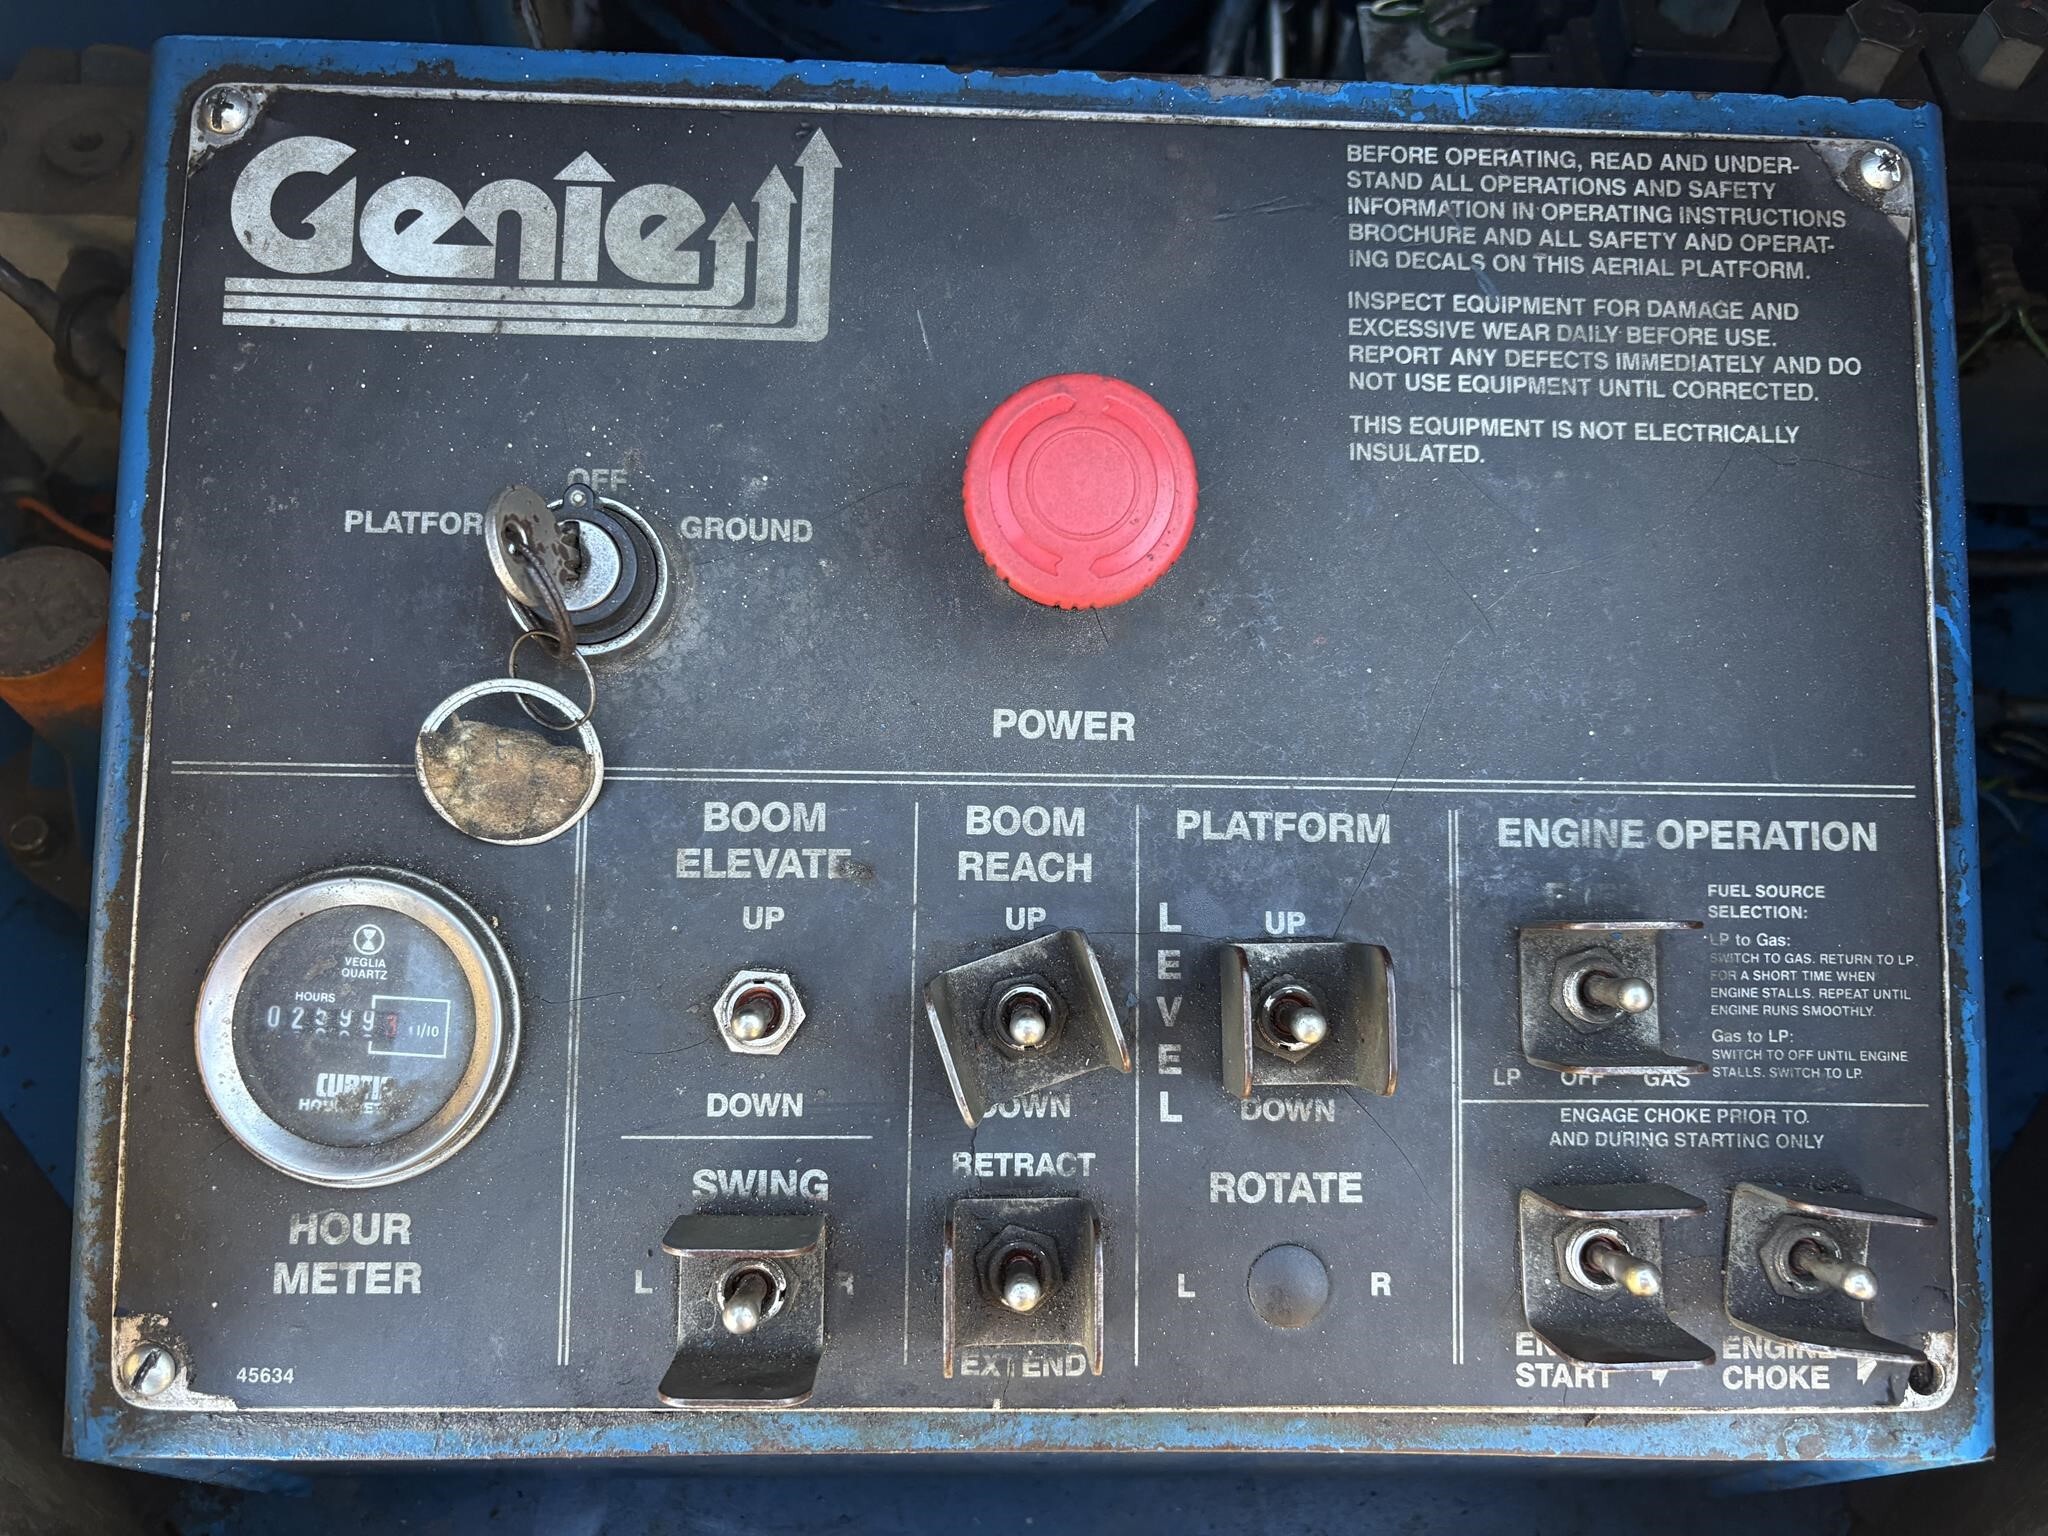 Genie
BEFORE OPERATING, READ AND UNDER-
STAND ALL OPERATIONS AND SAFETY
INFORMATION IN OPERATING INSTRUCTIONS
BROCHURE AND ALL SAFETY AND OPERAT-
ING DECALS ON THIS AERIAL PLATFORM.
INSPECT EQUIPMENT FOR DAMAGE AND
EXCESSIVE WEAR DAILY BEFORE USE.
REPORT ANY DEFECTS IMMEDIATELY AND DO
NOT USE EQUIPMENT UNTIL CORRECTED.
THIS EQUIPMENT IS NOT ELECTRICALLY
INSULATED.
OFF
PLATFOR
GROUND
POWER
VEGLIA
QUARTZ
HOURS
1/10
CURTIS
HOUR
METER
45634
BOOM
ELEVATE
UP
DOWN
SWING
L R
BOOM
REACH
UP
DOWN
RETRACT
EXTEND
PLATFORM
LEVEL
UP
DOWN
ROTATE
L R
ENGINE OPERATION
FUEL SOURCE
SELECTION:
LP to Gas:
SWITCH TO GAS. RETURN TO LP
FOR A SHORT TIME WHEN
ENGINE STALLS. REPEAT UNTIL
ENGINE RUNS SMOOTHLY.
Gas to LP:
SWITCH TO OFF UNTIL ENGINE
STALLS. SWITCH TO LP.
LP OFF GAS
ENGAGE CHOKE PRIOR TO
AND DURING STARTING ONLY
EN
START
ENGINE
CHOKE